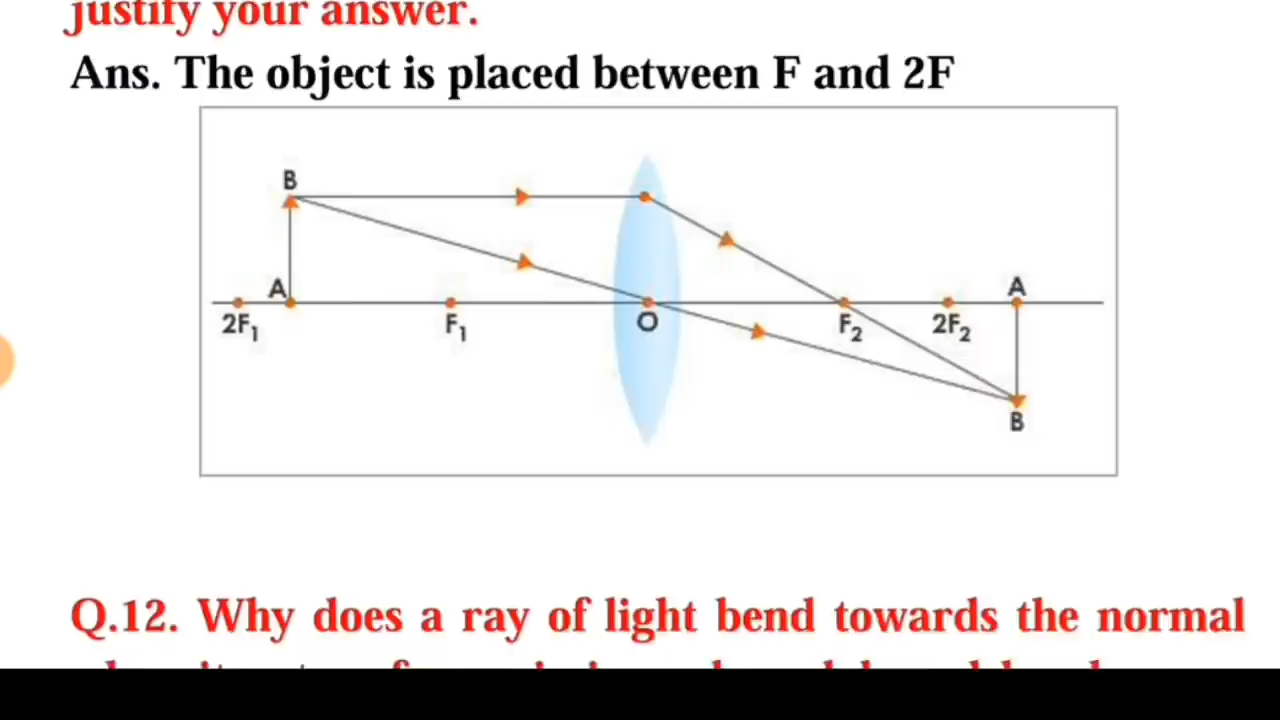 justify your answer.
Ans. The object is placed between F and 2F
B
A
A
2F₁
F₁
O
F₂
2F₂
B
Q.12. Why does a ray of light bend towards the normal